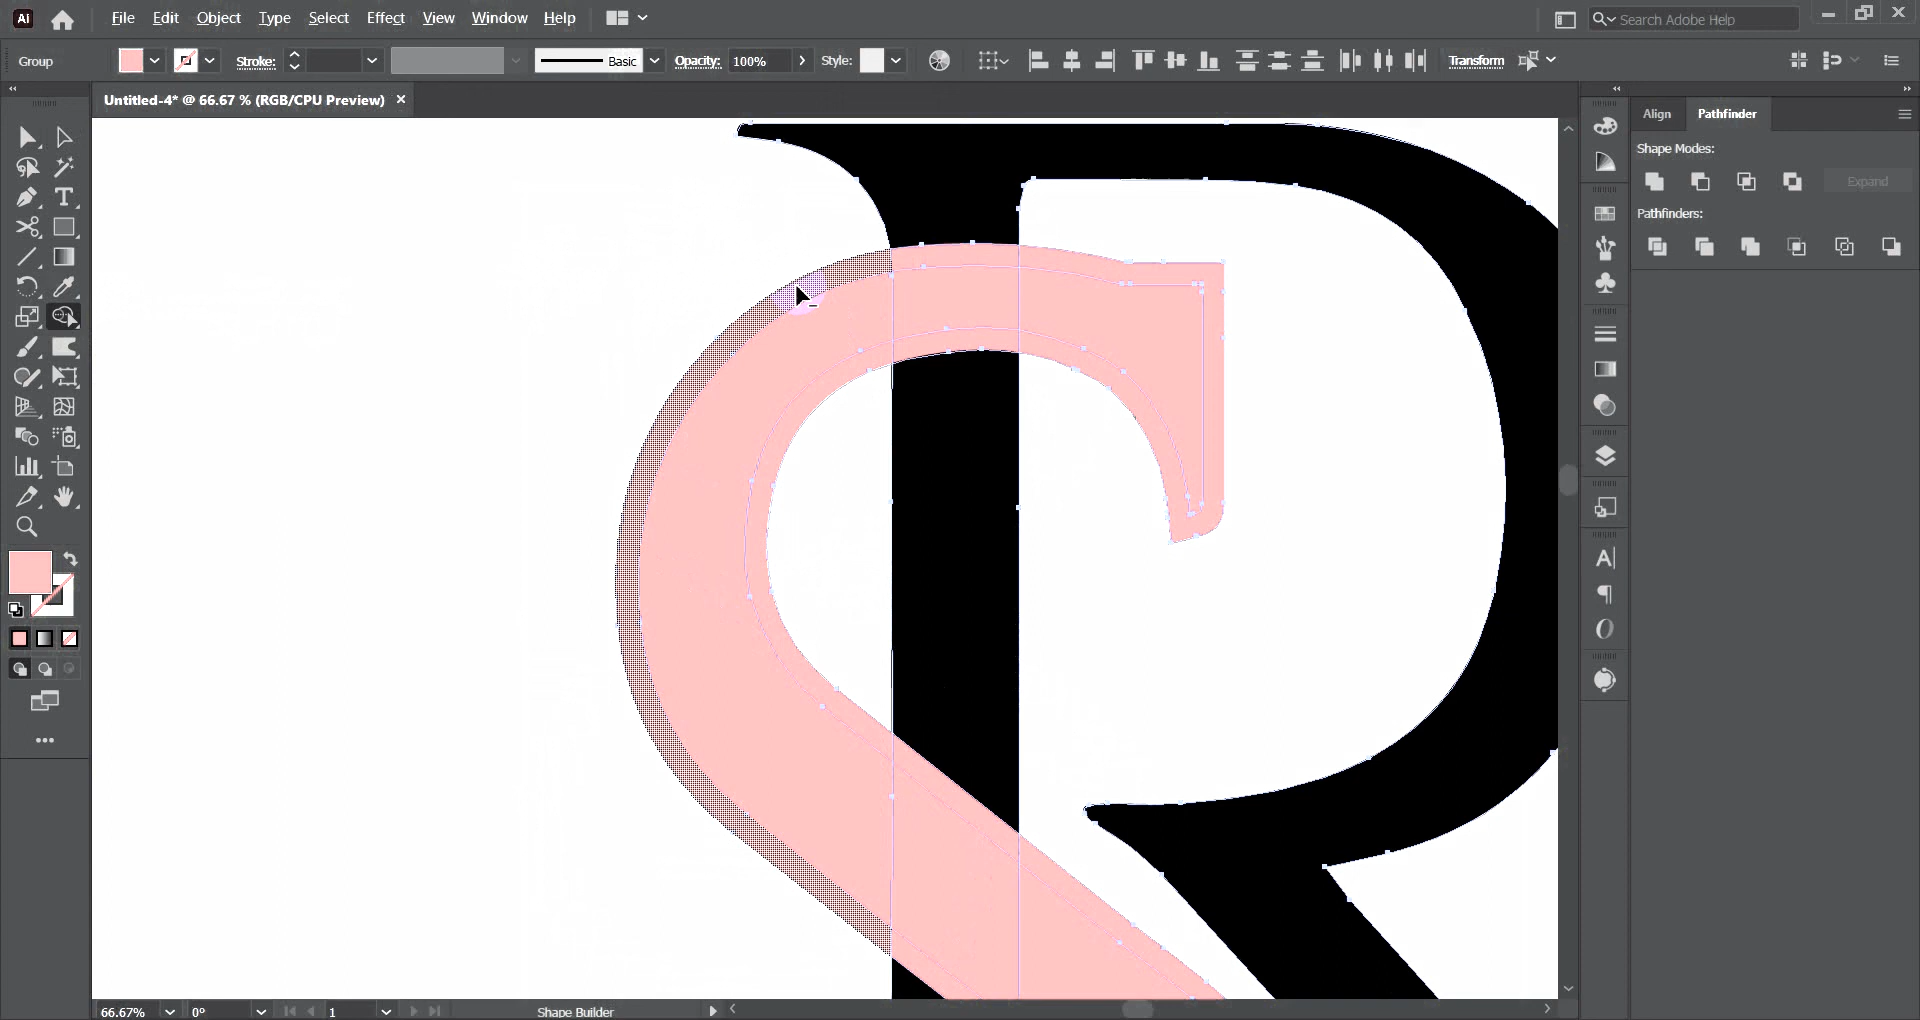 Ai File Edit Object Type Select Effect View Window Help Search Adobe Help
Group Stroke: Basic Opacity: 100% Style: Transform
Untitled-4* @ 66.67 % (RGB/CPU Preview)
Align Pathfinder
Shape Modes:
Expand
Pathfinders:
66.67% 0° 1 Shape Builder